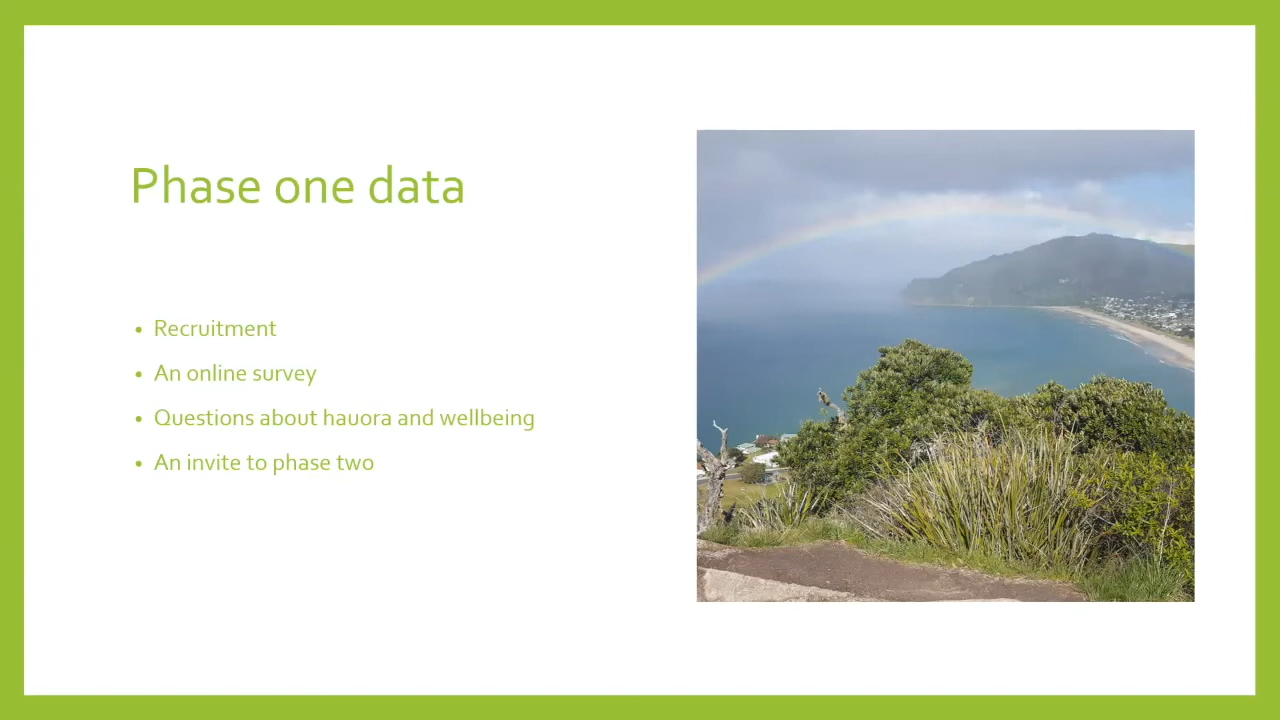 Phase one data
• Recruitment
• An online survey
• Questions about hauora and wellbeing
• An invite to phase two